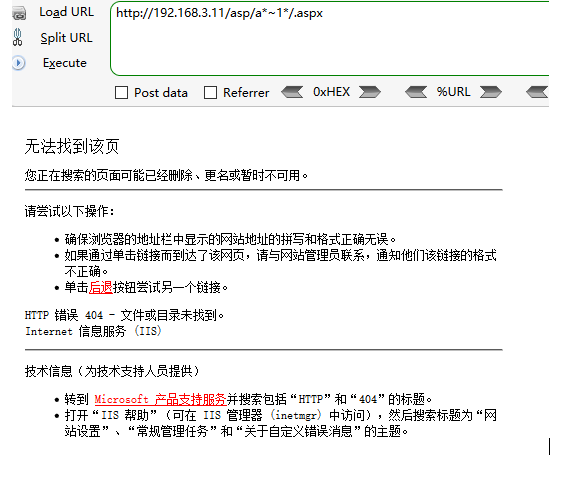 Load URL
http://192.168.3.11/asp/a*~1*/.aspx
Split URL
Execute
Post data
Referrer
0xHEX
%URL
无法找到该页
您正在搜索的页面可能已经删除、更名或暂时不可用。
请尝试以下操作：
• 确保浏览器的地址栏中显示的网站地址的拼写和格式正确无误。
• 如果通过单击链接而到达了该网页，请与网站管理员联系，通知他们该链接的格式
不正确。
• 单击后退按钮尝试另一个链接。
HTTP 错误 404 - 文件或目录未找到。
Internet 信息服务 (IIS)
技术信息（为技术支持人员提供）
• 转到 Microsoft 产品支持服务并搜索包括“HTTP”和“404”的标题。
• 打开“IIS 帮助”（可在 IIS 管理器 (inetmgr) 中访问），然后搜索标题为“网
站设置”、“常规管理任务”和“关于自定义错误消息”的主题。